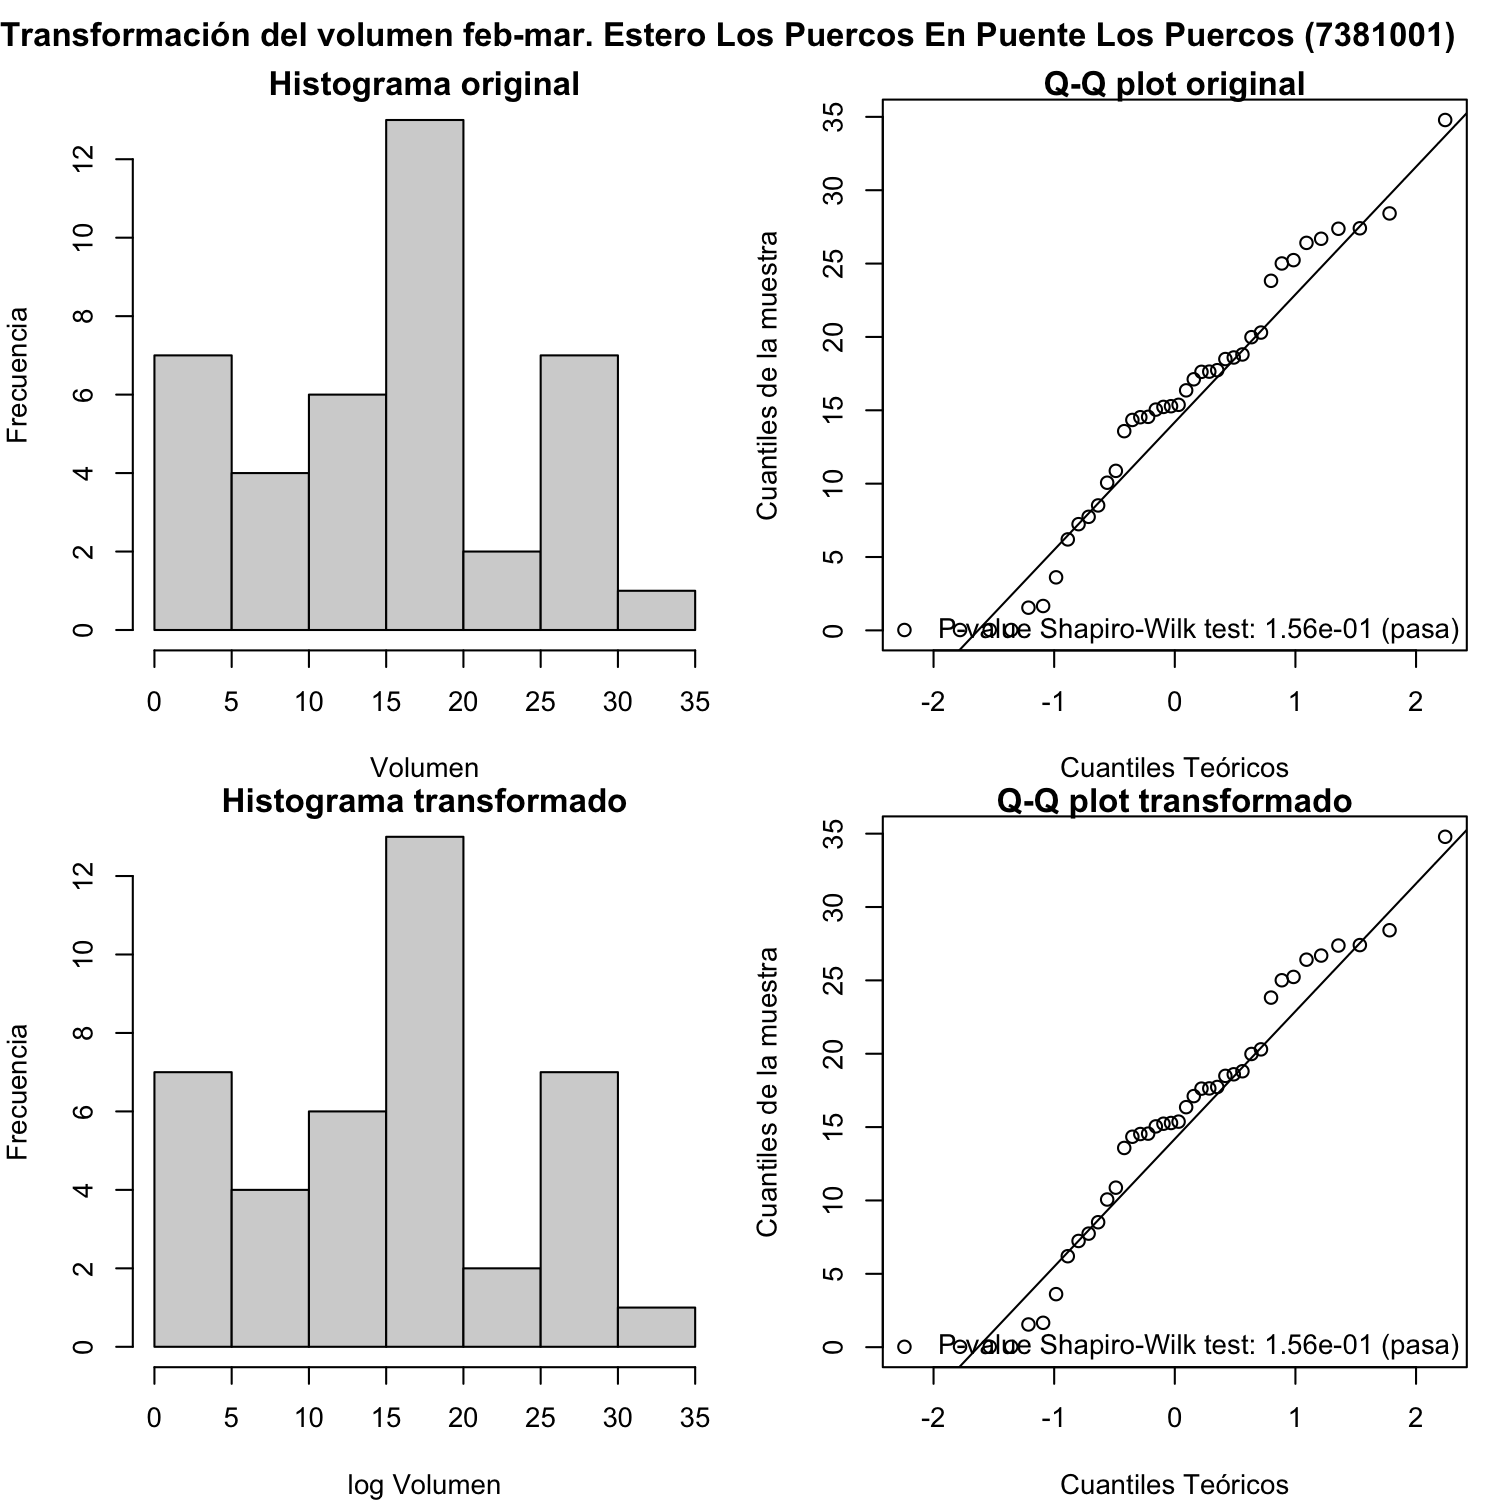 Transformación del volumen feb-mar. Estero Los Puercos En Puente Los Puercos (7381001)
Histograma original
Frecuencia
12
10
8
6
4
2
0
0 5 10 15 20 25 30 35
Volumen
Q-Q plot original
Cuantiles de la muestra
35
30
25
20
15
10
5
0
P-value Shapiro-Wilk test: 1.56e-01 (pasa)
-2 -1 0 1 2
Cuantiles Teóricos
Histograma transformado
Frecuencia
12
10
8
6
4
2
0
0 5 10 15 20 25 30 35
log Volumen
Q-Q plot transformado
Cuantiles de la muestra
35
30
25
20
15
10
5
0
P-value Shapiro-Wilk test: 1.56e-01 (pasa)
-2 -1 0 1 2
Cuantiles Teóricos